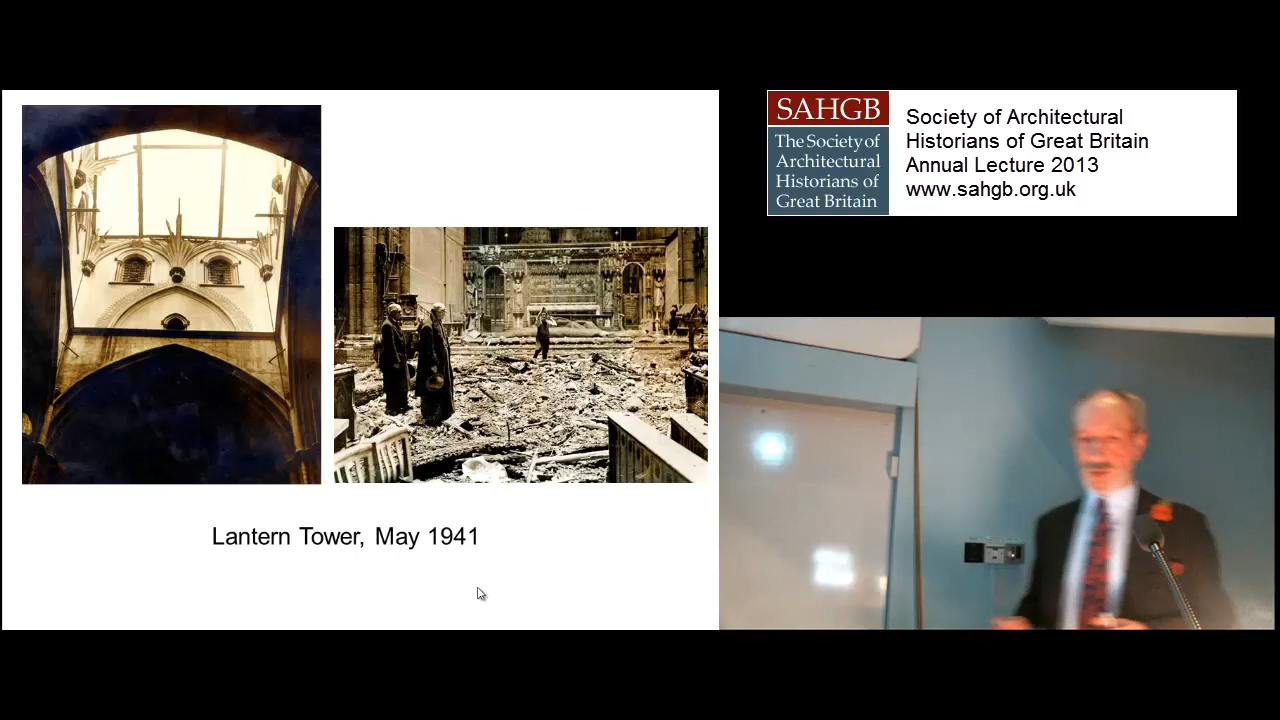 SAHGB
The Society of
Architectural
Historians of
Great Britain
Society of Architectural
Historians of Great Britain
Annual Lecture 2013
www.sahgb.org.uk
Lantern Tower, May 1941